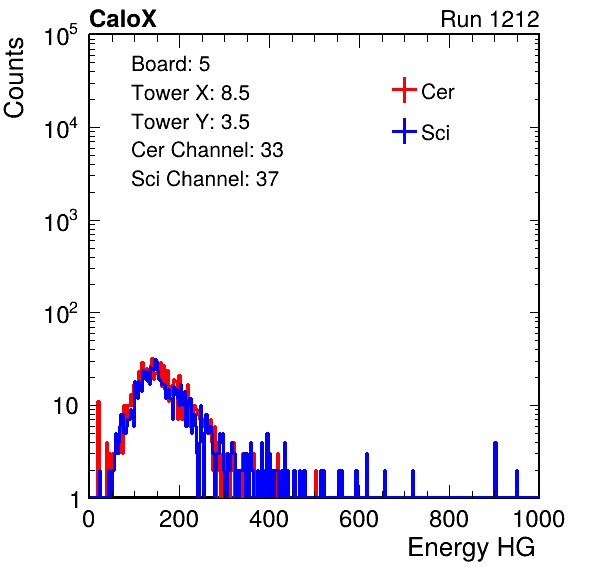 CaloX Run 1212
Counts
Board: 5
Tower X: 8.5
Tower Y: 3.5
Cer Channel: 33
Sci Channel: 37
Cer
Sci
10^5
10^4
10^3
10^2
10
1
0 200 400 600 800 1000
Energy HG